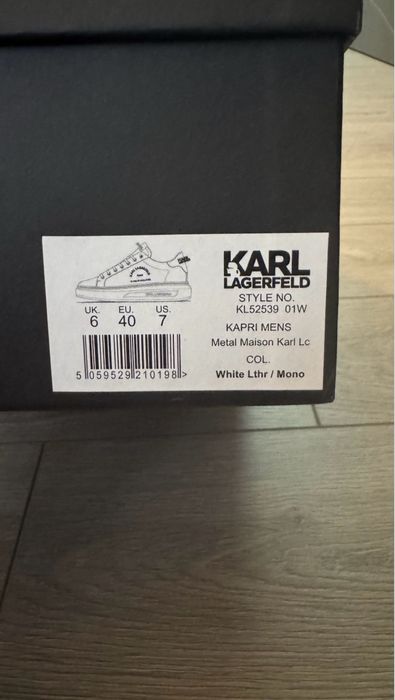 KARL
LAGERFELD
STYLE NO.
KL52539 01W
UK. EU. US.
6 40 7
KAPRI MENS
Metal Maison Karl Lc
COL.
White Lthr / Mono
5 059529 210198 >